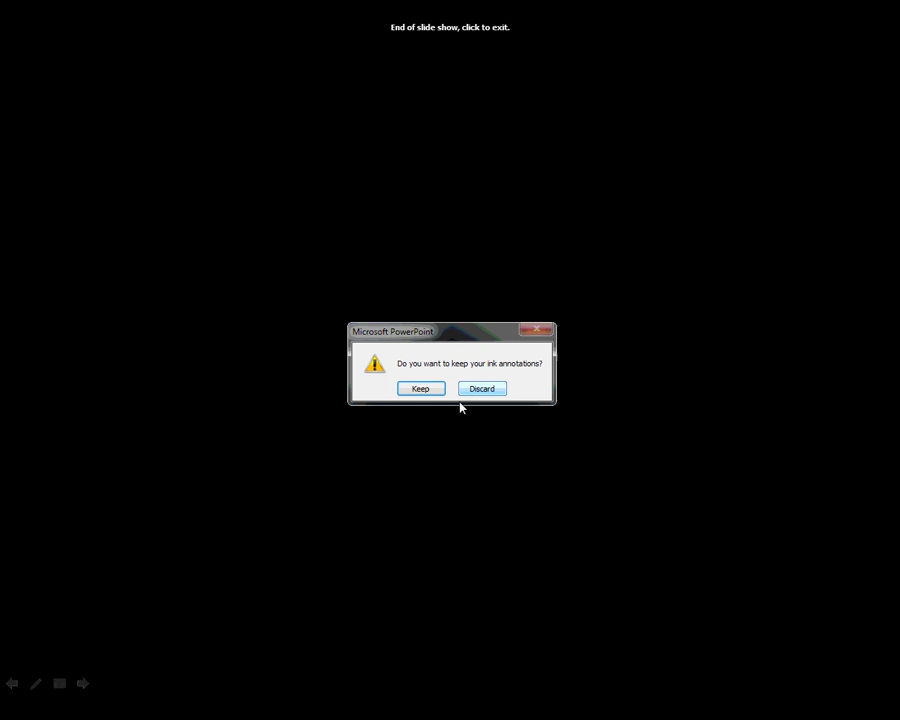 End of slide show, click to exit.
Microsoft PowerPoint
Do you want to keep your ink annotations?
Keep
Discard